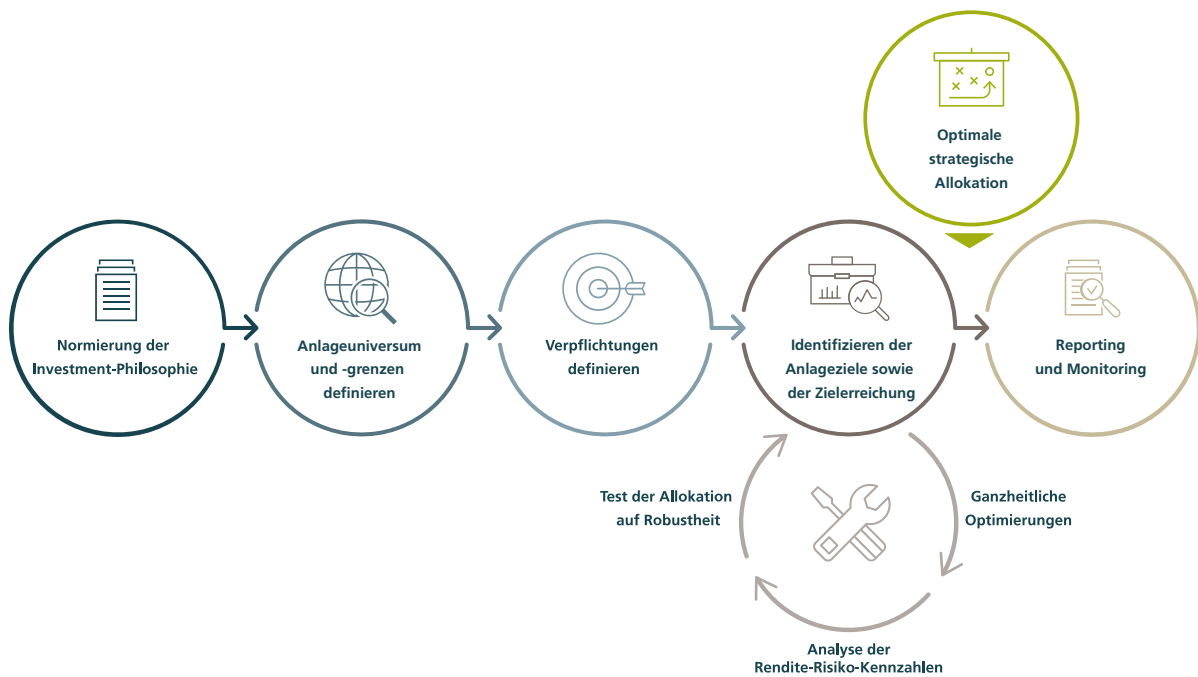 Optimale
strategische
Allokation
Normierung der
Investment-Philosophie
Anlageuniversum
und -grenzen
definieren
Verpflichtungen
definieren
Identifizieren der
Anlageziele sowie
der Zielerreichung
Reporting
und Monitoring
Test der Allokation
auf Robustheit
Ganzheitliche
Optimierungen
Analyse der
Rendite-Risiko-Kennzahlen